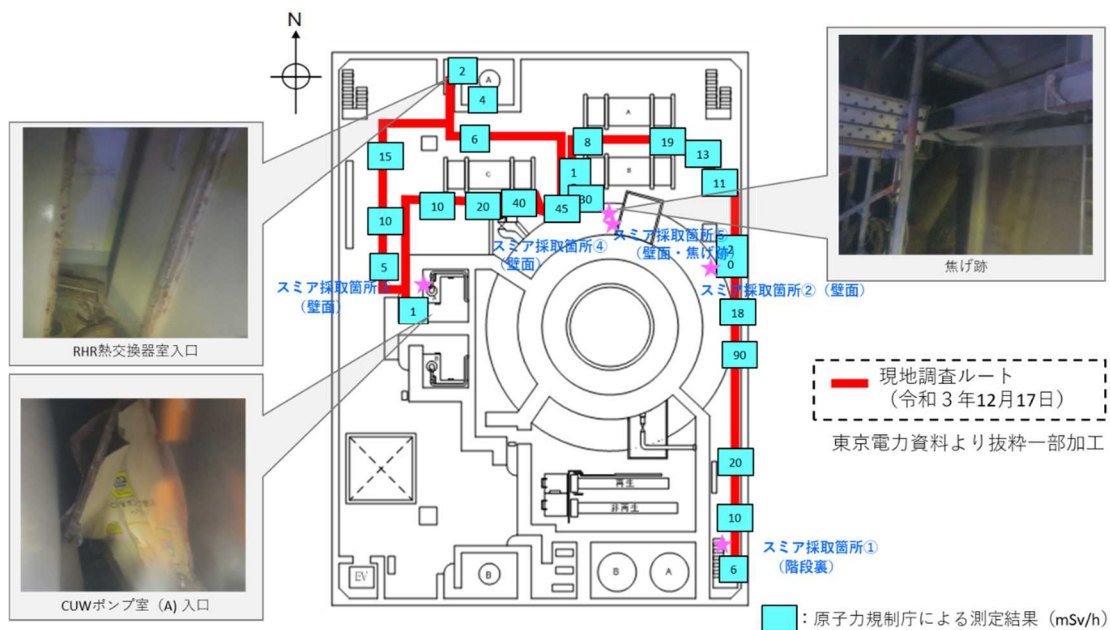 N
2
A
4
6
15
8
19
13
11
A
B
C
1
30
10
20
40
45
10
5
1
2
0
18
90
20
10
6
スミア採取箇所④
（壁面）
スミア採取箇所
（壁面・焦げ跡）
スミア採取箇所②（壁面）
スミア採取箇所
（壁面）
スミア採取箇所①
（階段裏）
再生
非再生
EV
B
B
A
RHR熱交換器室入口
CUWポンプ室（A) 入口
焦げ跡
現地調査ルート
（令和３年12月17日）
東京電力資料より抜粋一部加工
：原子力規制庁による測定結果（mSv/h）